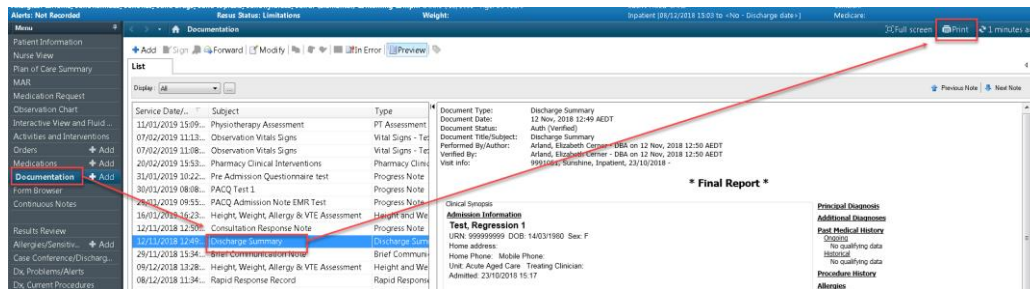 Alerts: Not Recorded
Resus Status: Limitations
Weight:
Inpatient [06/12/2018 13:03 to <No - Discharge date>]
Medicare:
Menu
Documentation
Full screen
Print
1 minutes a
Patient Information
Nurse View
Plan of Care Summary
MAR
Medication Request
Observation Chart
Interactive View and Fluid ...
Activities and Interventions
Orders + Add
Medications + Add
Documentation + Add
Form Browser
Continuous Notes
Results Review
Allergies/Sensitiv... + Add
Case Conference/Discharg...
Dx, Problems/Alerts
Dx, Current Procedures
+ Add Sign Forward Modify In Error Preview
List
Display: All
Previous Note Next Note
Service Date/... Subject Type
11/01/2019 15:09... Physiotherapy Assessment PT Assessment
07/02/2019 11:13... Observation Vitals Signs Vital Signs - Te
07/02/2019 11:08... Observation Vitals Signs Vital Signs - Te
20/02/2019 15:53... Pharmacy Clinical Interventions Pharmacy Clinic
31/01/2019 10:22... Pre Admission Questionnaire test Progress Note
30/01/2019 08:08... PACQ Test 1 Progress Note
09:55... PACQ Admission Note EMR Test Progress Note
16/01/2019 16:23... Height, Weight, Allergy & VTE Assessment Height and We
12/11/2018 12:50... Consultation Response Note Progress Note
12/11/2018 12:49... Discharge Summary Discharge Sum
29/11/2018 15:34... Brief Communication Note Brief Communi
09/12/2018 13:28... Height, Weight, Allergy & VTE Assessment Height and We
08/12/2018 11:34... Rapid Response Record Rapid Response
Document Type: Discharge Summary
Document Date: 12 Nov, 2018 12:49 AEDT
Document Status: Auth (Verified)
Document Title/Subject: Discharge Summary
Performed By/Author: Arland, Elizabeth Cerner - DBA on 12 Nov, 2018 12:50 AEDT
Verified By: Arland, Elizabeth Cerner - DBA on 12 Nov, 2018 12:50 AEDT
Visit info: Sunshine, Inpatient, 23/10/2018 -
* Final Report *
Clinical Synopsis
Admission Information
Test, Regression 1
URN: 999999999 DOB: 14/03/1960 Sex: F
Home address:
Home Phone: Mobile Phone:
Unit: Acute Aged Care Treating Clinician:
Admitted: 23/10/2018 15:17
Principal Diagnosis
Additional Diagnoses
Past Medical History
Ongoing
No qualifying data
Historical
No qualifying data
Procedure History
Allergies